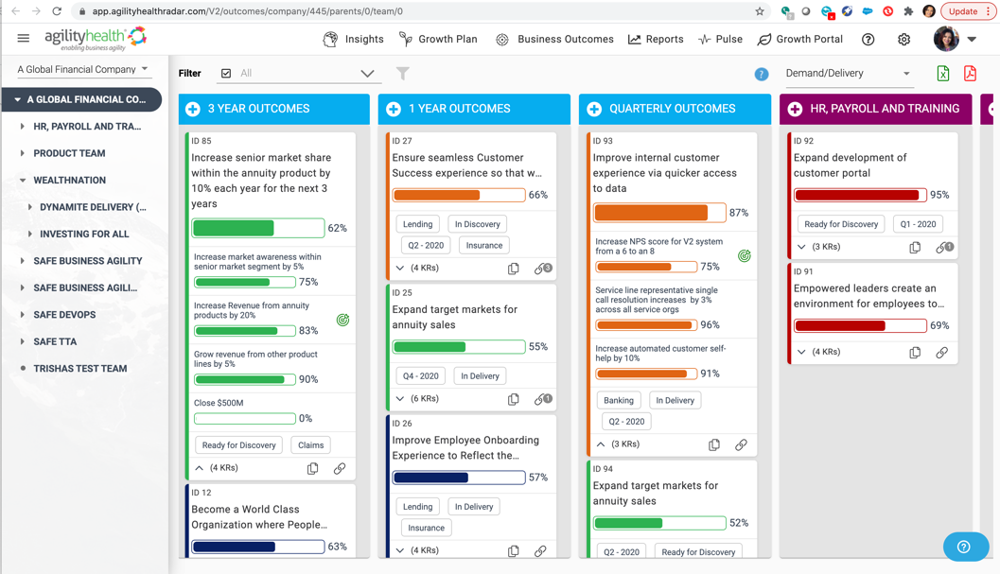 app.agilityhealthradar.com/V2/outcomes/company/445/parents/0/team/0
Update
agilityhealth
enabling business agility
Insights
Growth Plan
Business Outcomes
Reports
Pulse
Growth Portal
A Global Financial Company
Filter
All
Demand/Delivery
A GLOBAL FINANCIAL CO...
HR, PAYROLL AND TRA...
PRODUCT TEAM
WEALTHNATION
DYNAMITE DELIVERY (...
INVESTING FOR ALL
SAFE BUSINESS AGILITY
SAFE BUSINESS AGILI...
SAFE DEVOPS
SAFE TTA
TRISHAS TEST TEAM
3 YEAR OUTCOMES
ID 85
Increase senior market share
within the annuity product by
10% each year for the next 3
years
62%
Increase market awareness within
senior market segment by 5%
75%
Increase Revenue from annuity
products by 20%
83%
Grow revenue from other product
lines by 5%
90%
Close $500M
0%
Ready for Discovery
Claims
(4 KRs)
ID 12
Become a World Class
Organization where People...
63%
1 YEAR OUTCOMES
ID 27
Ensure seamless Customer
Success experience so that w...
66%
Lending
In Discovery
Q2 - 2020
Insurance
(4 KRs)
3
ID 25
Expand target markets for
annuity sales
55%
Q4 - 2020
In Delivery
(6 KRs)
1
ID 26
Improve Employee Onboarding
Experience to Reflect the...
57%
Lending
In Delivery
Insurance
(4 KRs)
QUARTERLY OUTCOMES
ID 93
Improve internal customer
experience via quicker access
to data
87%
Increase NPS score for V2 system
from a 6 to an 8
75%
Service line representative single
call resolution increases by 3%
across all service orgs
96%
Increase automated customer self-
help by 10%
91%
Banking
In Delivery
Q2 - 2020
(3 KRs)
ID 94
Expand target markets for
annuity sales
52%
Q2 - 2020
Ready for Discovery
HR, PAYROLL AND TRAINING
ID 92
Expand development of
customer portal
95%
Ready for Discovery
Q1 - 2020
(3 KRs)
1
ID 91
Empowered leaders create an
environment for employees to...
69%
(4 KRs)